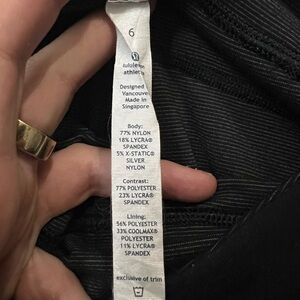 6
lululemon
athletica
Designed
Vancouver
Made in
Singapore
Body:
77% NYLON
18% LYCRA®
SPANDEX
5% X-STATIC®
SILVER
NYLON
Contrast:
77% POLYESTER
23% LYCRA®
SPANDEX
Lining:
56% POLYESTER
33% COOLMAX®
POLYESTER
11% LYCRA®
SPANDEX
exclusive of trim